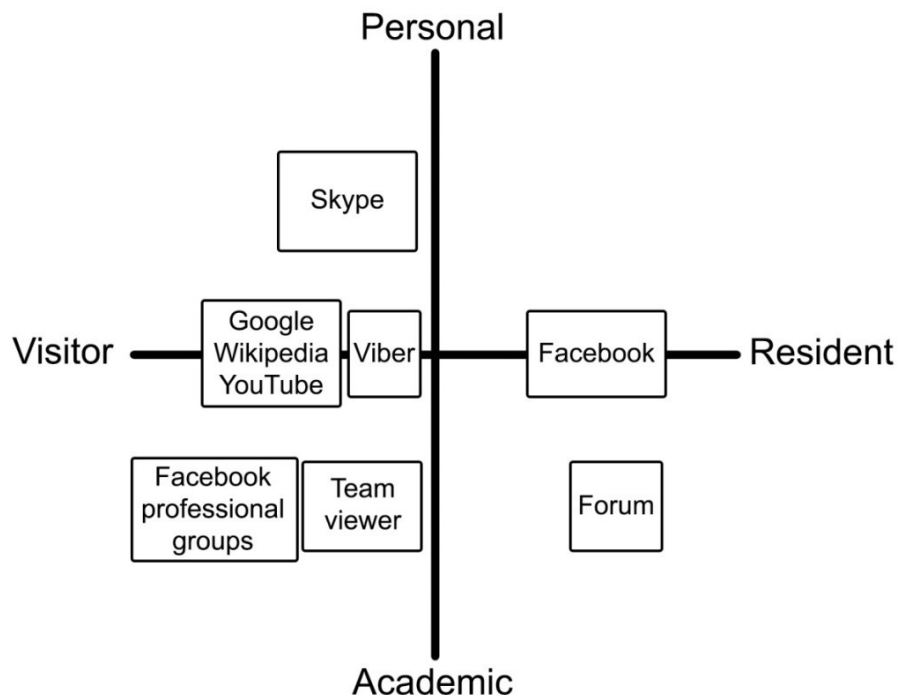 Personal
Skype
Visitor
Google
Wikipedia
YouTube
Viber
Facebook
Resident
Facebook
professional
groups
Team
viewer
Forum
Academic